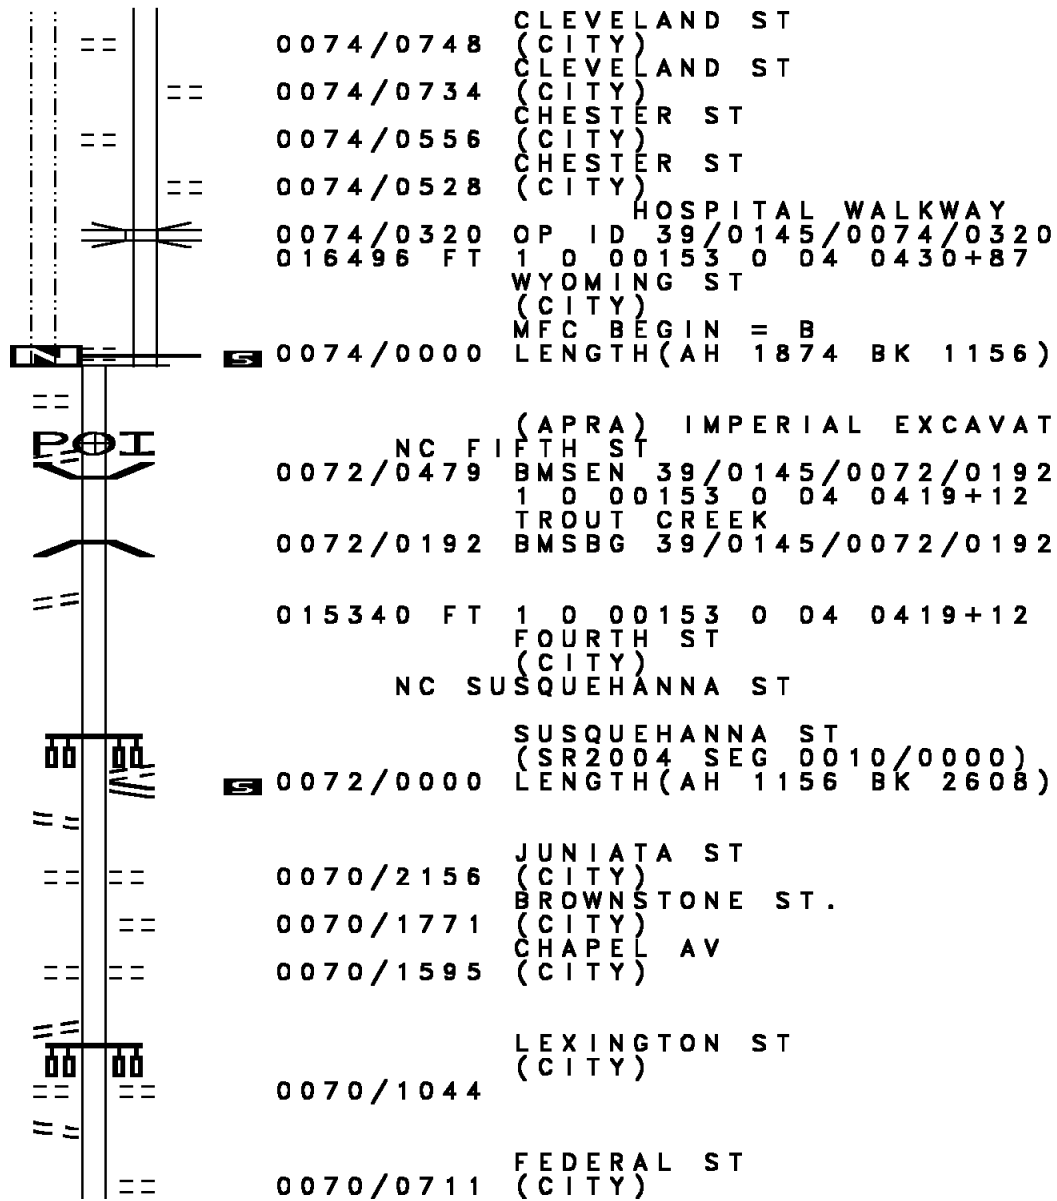 CLEVELAND ST
0074/0748 (CITY)
CLEVELAND ST
0074/0734 (CITY)
CHESTER ST
0074/0556 (CITY)
CHESTER ST
0074/0528 (CITY)
HOSPITAL WALKWAY
0074/0320 OP ID 39/0145/0074/0320
016496 FT 1 0 00153 0 04 0430+87
WYOMING ST
(CITY)
MFC BEGIN = B
N S 0074/0000 LENGTH(AH 1874 BK 1156)
(APRA) IMPERIAL EXCAVAT
POI NC FIFTH ST
0072/0479 BMSEN 39/0145/0072/0192
1 0 00153 0 04 0419+12
TROUT CREEK
0072/0192 BMSBG 39/0145/0072/0192
015340 FT 1 0 00153 0 04 0419+12
FOURTH ST
(CITY)
NC SUSQUEHANNA ST
SUSQUEHANNA ST
(SR2004 SEG 0010/0000)
S 0072/0000 LENGTH(AH 1156 BK 2608)
JUNIATA ST
0070/2156 (CITY)
BROWNSTONE ST.
0070/1771 (CITY)
CHAPEL AV
0070/1595 (CITY)
LEXINGTON ST
(CITY)
0070/1044
FEDERAL ST
0070/0711 (CITY)